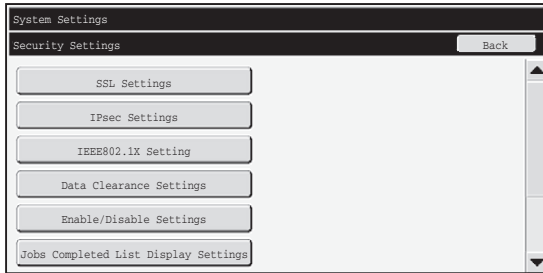 System Settings
Security Settings
Back
SSL Settings
IPsec Settings
IEEE802.1X Setting
Data Clearance Settings
Enable/Disable Settings
Jobs Completed List Display Settings